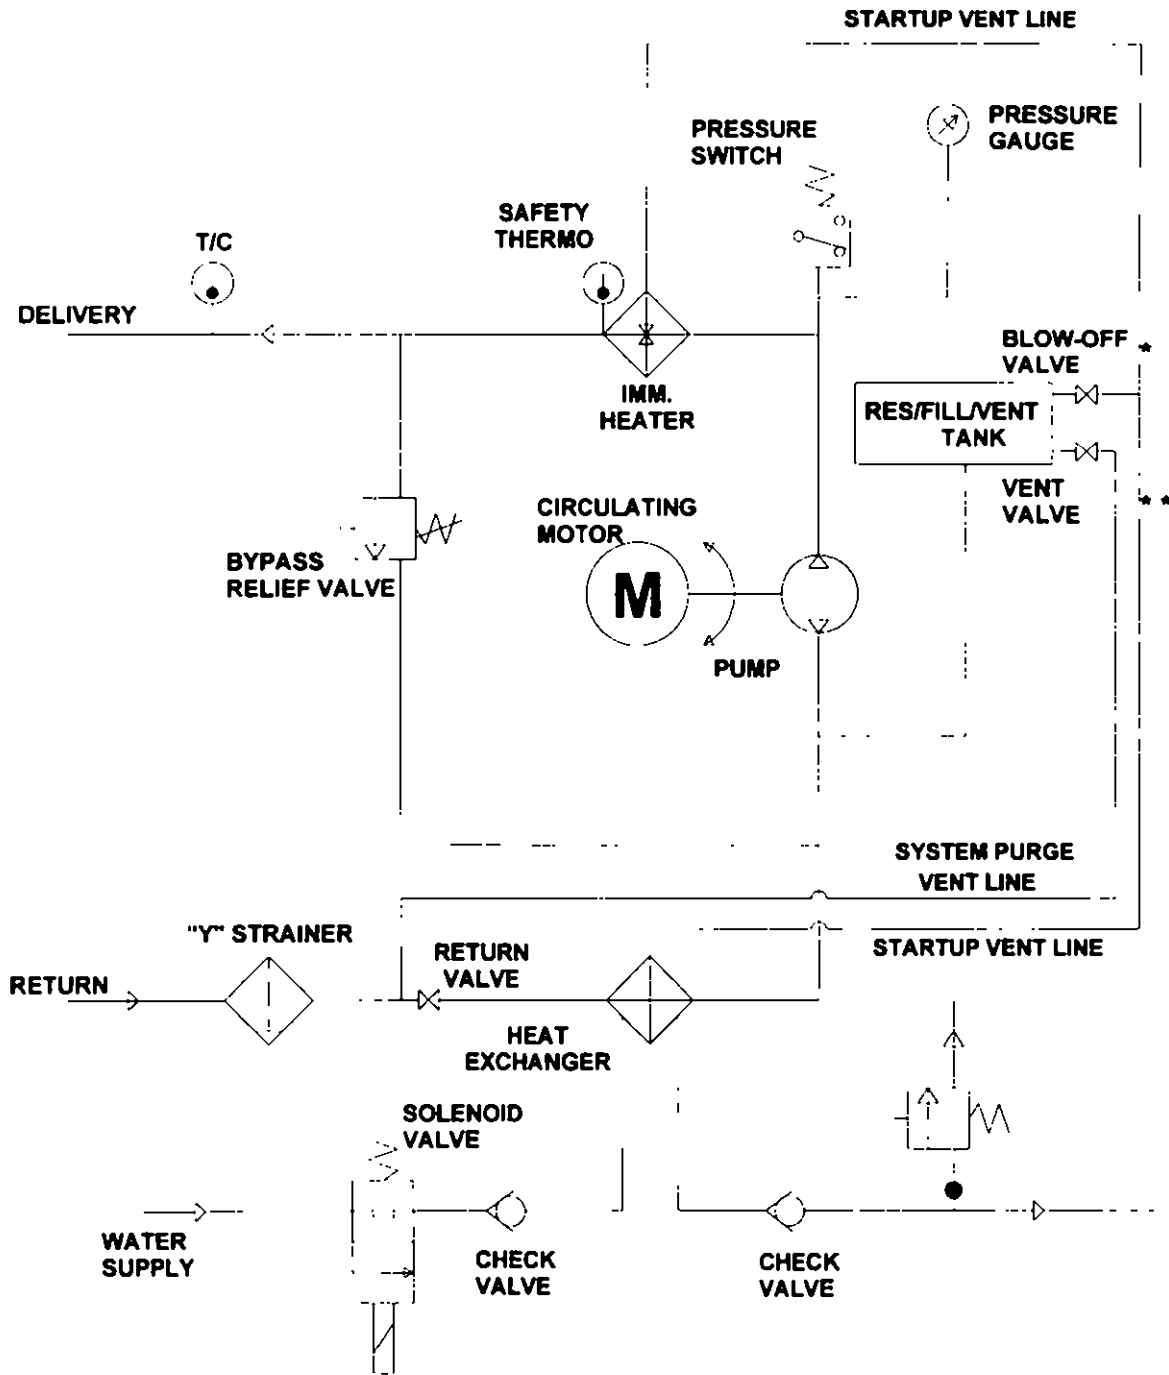 STARTUP VENT LINE
PRESSURE
GAUGE
PRESSURE
SWITCH
SAFETY
THERMO
T/C
DELIVERY
BLOW-OFF *
VALVE
IMM.
HEATER
RES/FILL/VENT
TANK
VENT
VALVE
* *
CIRCULATING
MOTOR
BYPASS
RELIEF VALVE
M
PUMP
SYSTEM PURGE
VENT LINE
"Y" STRAINER
RETURN
VALVE
STARTUP VENT LINE
RETURN
HEAT
EXCHANGER
SOLENOID
VALVE
WATER
SUPPLY
CHECK
VALVE
CHECK
VALVE